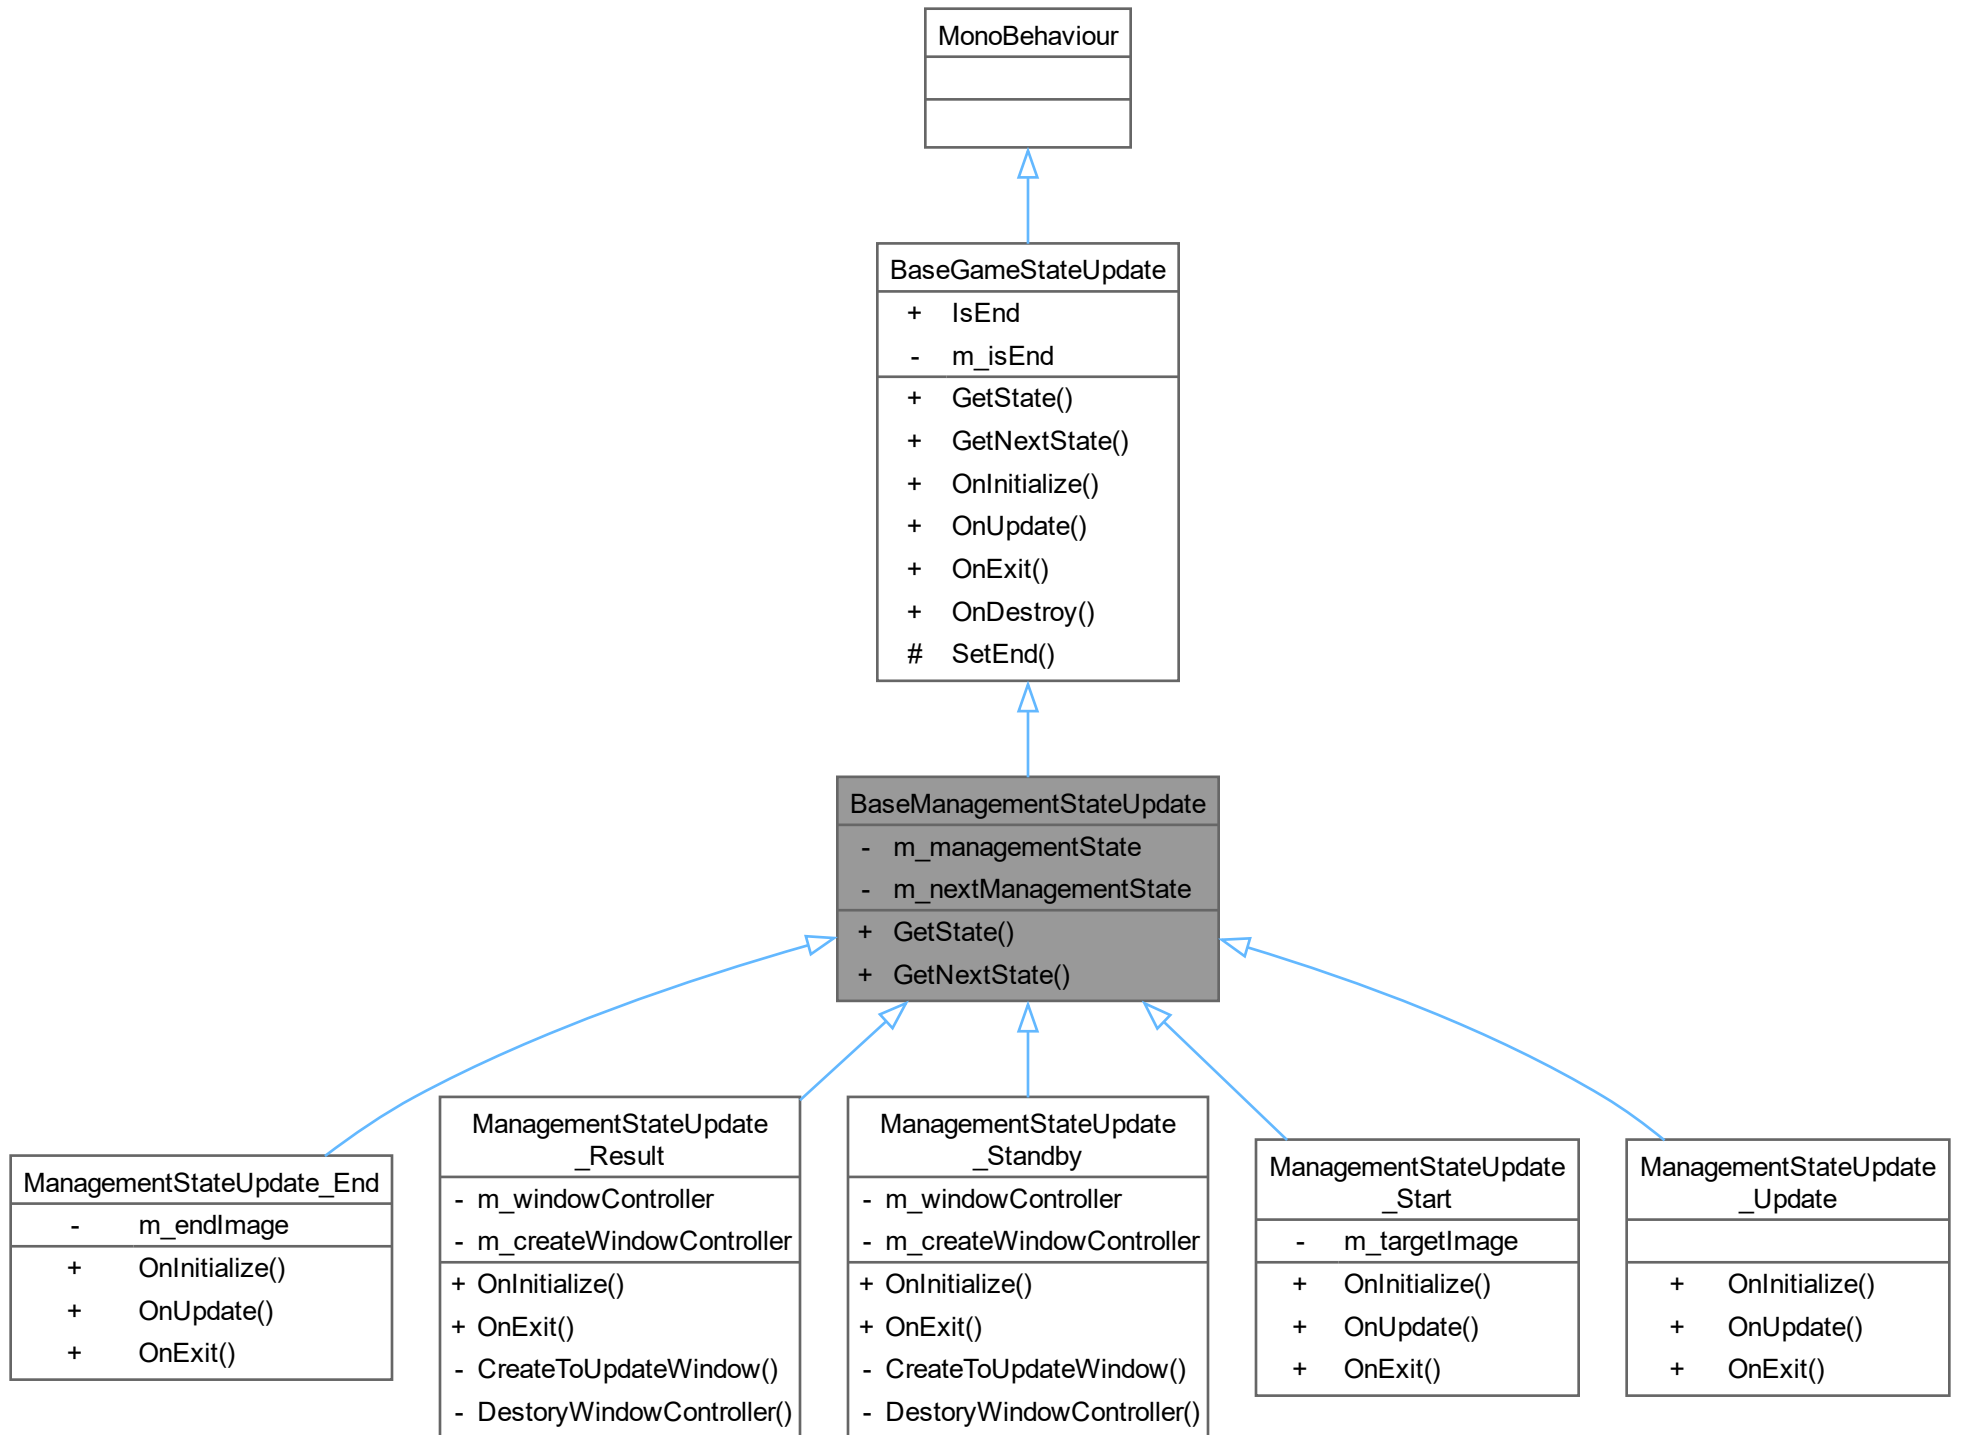 MonoBehaviour
BaseGameStateUpdate
+ IsEnd
- m_isEnd
+ GetState()
+ GetNextState()
+ OnInitialize()
+ OnUpdate()
+ OnExit()
+ OnDestroy()
# SetEnd()
BaseManagementStateUpdate
- m_managementState
- m_nextManagementState
+ GetState()
+ GetNextState()
ManagementStateUpdate_End
- m_endImage
+ OnInitialize()
+ OnUpdate()
+ OnExit()
ManagementStateUpdate
_Result
- m_windowController
- m_createWindowController
+ OnInitialize()
+ OnExit()
- CreateToUpdateWindow()
- DestoryWindowController()
ManagementStateUpdate
_Standby
- m_windowController
- m_createWindowController
+ OnInitialize()
+ OnExit()
- CreateToUpdateWindow()
- DestoryWindowController()
ManagementStateUpdate
_Start
- m_targetImage
+ OnInitialize()
+ OnUpdate()
+ OnExit()
ManagementStateUpdate
_Update
+ OnInitialize()
+ OnUpdate()
+ OnExit()